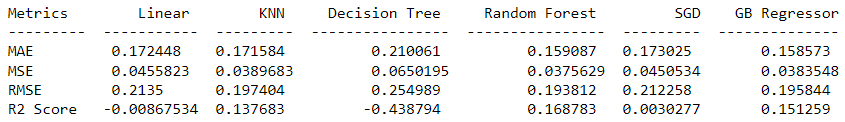 Metrics Linear KNN Decision Tree Random Forest SGD GB Regressor
--------- ----------- --------- --------------- --------------- --------- --------------
MAE 0.172448 0.171584 0.210061 0.159087 0.173025 0.158573
MSE 0.0455823 0.0389683 0.0650195 0.0375629 0.0450534 0.0383548
RMSE 0.2135 0.197404 0.254989 0.193812 0.212258 0.195844
R2 Score -0.00867534 0.137683 -0.438794 0.168783 0.0030277 0.151259